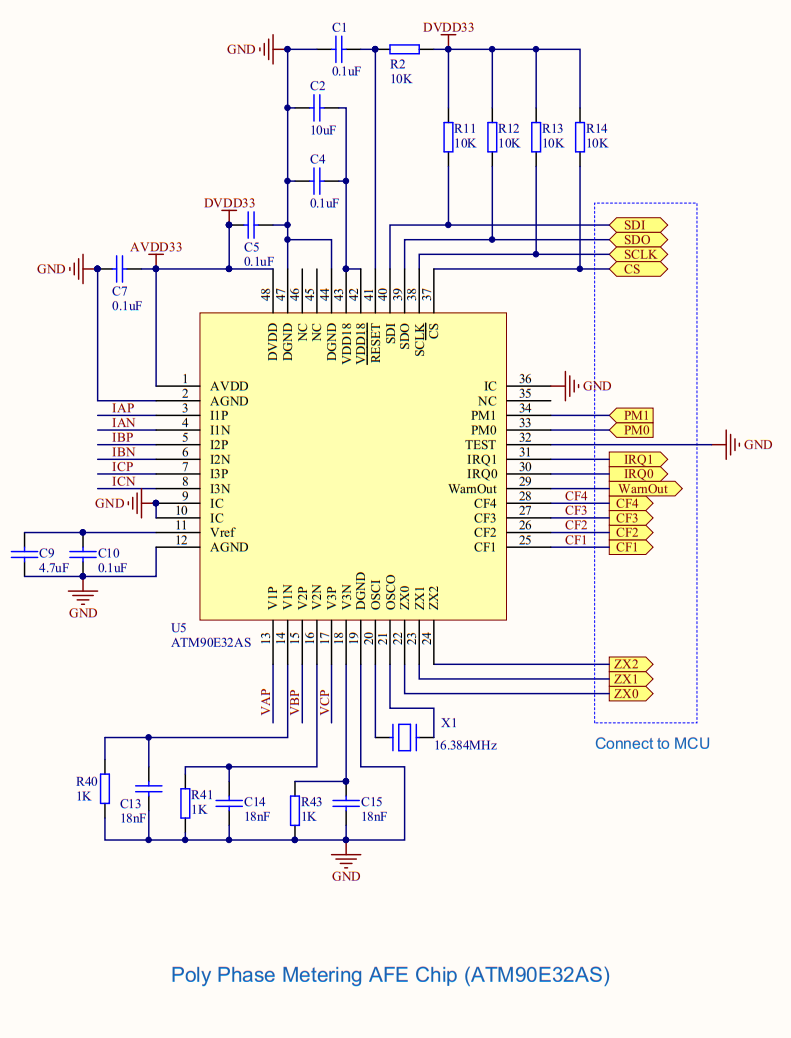 C1
DVDD33
GND
0.1uF
R2
10K
C2
10uF
R11
10K
R12
10K
R13
10K
R14
10K
C4
0.1uF
DVDD33
SDI
SDO
SCLK
CS
C5
0.1uF
AVDD33
GND
C7
0.1uF
48
47
46
45
44
43
42
41
40
39
38
37
DVDD
DGND
NC
NC
DGND
VDD18
VDD18
RESET
SDI
SDO
SCLK
CS
1 AVDD
2 AGND
IAP 3 I1P
IAN 4 I1N
IBP 5 I2P
IBN 6 I2N
ICP 7 I3P
ICN 8 I3N
GND 9 IC
10 IC
11 Vref
12 AGND
IC 36 GND
NC 35
PM1 34 PM1
PM0 33 PM0
TEST 32 GND
IRQ1 31 IRQ1
IRQ0 30 IRQ0
WarnOut 29 WarnOut
CF4 28 CF4 CF4
CF3 27 CF3 CF3
CF2 26 CF2 CF2
CF1 25 CF1 CF1
C9
4.7uF
C10
0.1uF
GND
V1P
V1N
V2P
V2N
V3P
V3N
DGND
OSCI
OSCO
ZX0
ZX1
ZX2
U5
ATM90E32AS
13
14
15
16
17
18
19
20
21
22
23
24
ZX2
ZX1
ZX0
VAP
VBP
VCP
X1
16.384MHz
Connect to MCU
R40
1K
C13
18nF
R41
1K
C14
18nF
R43
1K
C15
18nF
GND
Poly Phase Metering AFE Chip (ATM90E32AS)